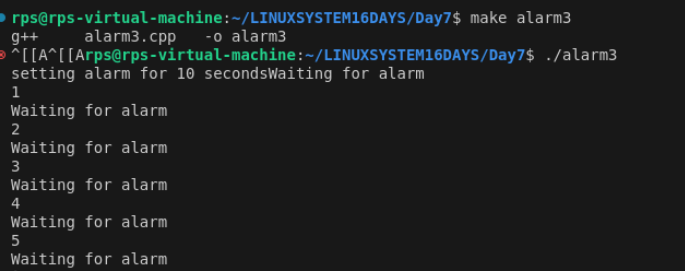 rps@rps-virtual-machine:~/LINUXSYSTEM16DAYS/Day7$ make alarm3
g++     alarm3.cpp   -o alarm3
^[[A^[[Arps@rps-virtual-machine:~/LINUXSYSTEM16DAYS/Day7$ ./alarm3
setting alarm for 10 secondsWaiting for alarm
1
Waiting for alarm
2
Waiting for alarm
3
Waiting for alarm
4
Waiting for alarm
5
Waiting for alarm